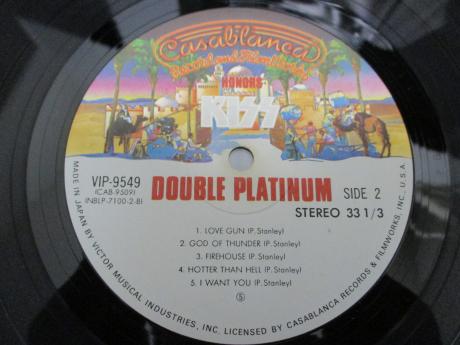 Casablanca
Record and FilmWorks
HONORS
KISS
VIP-9549
(CAB-9509)
(NBLP-7100-2-B)
DOUBLE PLATINUM
SIDE 2
STEREO 33 1/3
1. LOVE GUN (P. Stanley)
2. GOD OF THUNDER (P. Stanley)
3. FIREHOUSE (P. Stanley)
4. HOTTER THAN HELL (P. Stanley)
5. I WANT YOU (P. Stanley)
Ⓢ
MADE IN JAPAN BY VICTOR MUSICAL INDUSTRIES, INC. LICENSED BY CASABLANCA RECORDS & FILMWORKS, INC., U.S.A.